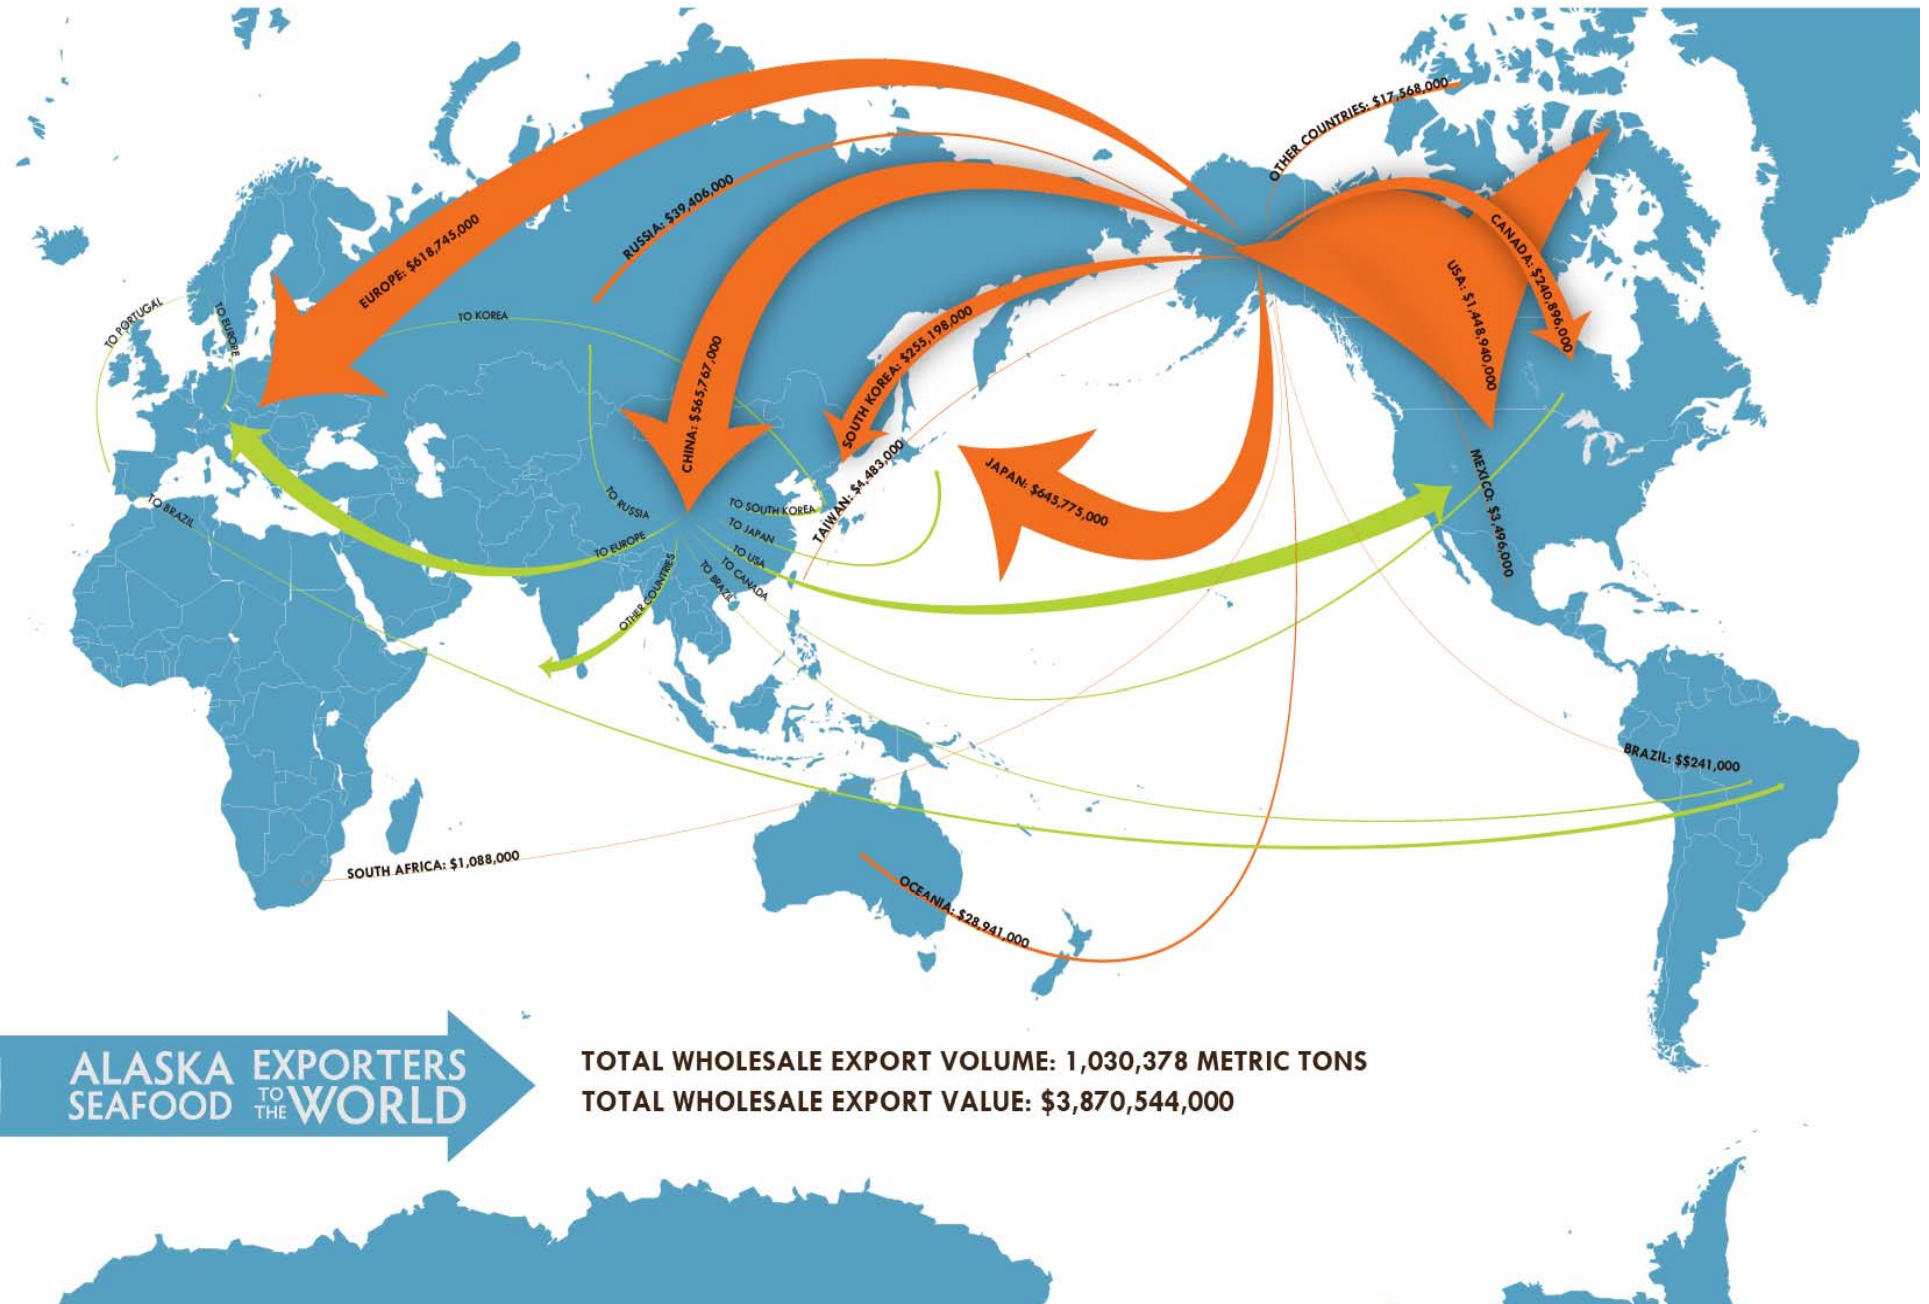 OTHER COUNTRIES: $17,568,000
RUSSIA: $39,406,000
EUROPE: $618,745,000
CANADA: $240,896,000
USA: $1,448,940,000
TO PORTUGAL
TO EUROPE
TO KOREA
CHINA: $565,767,000
SOUTH KOREA: $255,198,000
TAIWAN: $4,483,000
JAPAN: $645,775,000
MEXICO: $3,496,000
TO BRAZIL
TO RUSSIA
TO SOUTH KOREA
TO JAPAN
TO EUROPE
TO USA
TO CANADA
TO BRAZIL
OTHER COUNTRIES
BRAZIL: $$241,000
SOUTH AFRICA: $1,088,000
OCEANIA: $28,941,000
ALASKA SEAFOOD
EXPORTERS
TO THE WORLD
TOTAL WHOLESALE EXPORT VOLUME: 1,030,378 METRIC TONS
TOTAL WHOLESALE EXPORT VALUE: $3,870,544,000